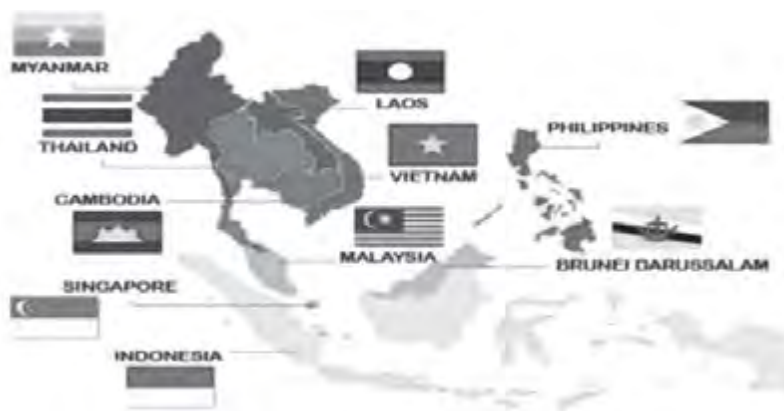 MYANMAR
LAOS
PHILIPPINES
THAILAND
VIETNAM
CAMBODIA
MALAYSIA
BRUNEI DARUSSALAM
SINGAPORE
INDONESIA